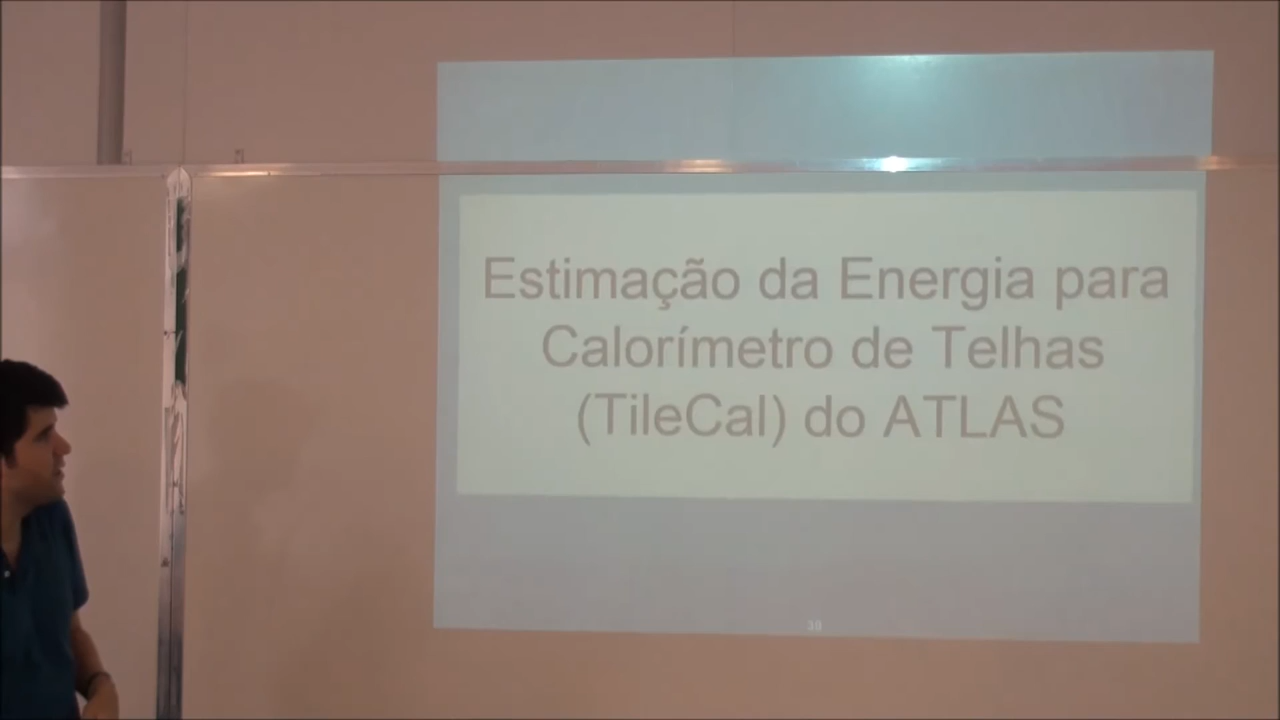 Estimação da Energia para
Calorímetro de Telhas
(TileCal) do ATLAS